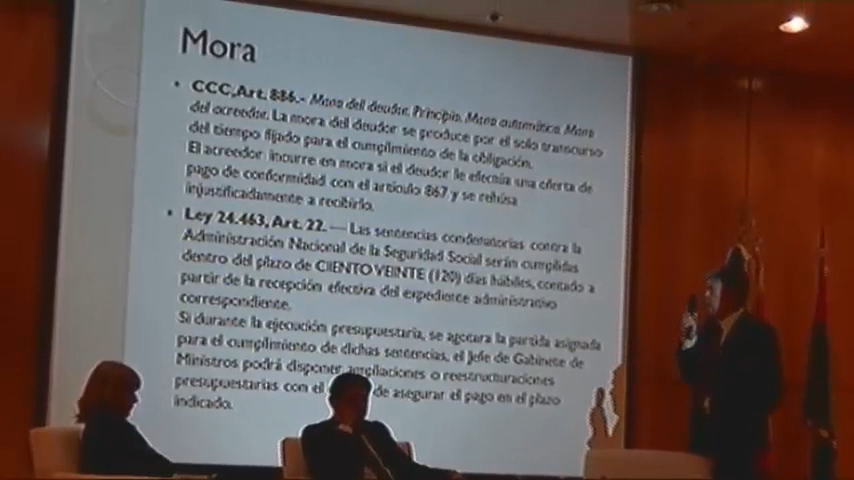 Mora
• CCC, Art. 886.- Mora del deudor. Principio. Mora automática. Mora
del acreedor. La mora del deudor se produce por el solo transcurso
del tiempo fijado para el cumplimiento de la obligación.
El acreedor incurre en mora si el deudor le efectúa una oferta de
pago de conformidad con el artículo 867 y se rehúsa
injustificadamente a recibirlo.
• Ley 24.463, Art. 22. — Las sentencias condenatorias contra la
Administración Nacional de la Seguridad Social serán cumplidas
dentro del plazo de CIENTO VEINTE (120) días hábiles, contado a
partir de la recepción efectiva del expediente administrativo
correspondiente.
Si durante la ejecución presupuestaria, se agotara la partida asignada
para el cumplimiento de dichas sentencias, el Jefe de Gabinete de
Ministros podrá disponer ampliaciones o reestructuraciones
presupuestarias con el de asegurar el pago en el plazo
indicado.